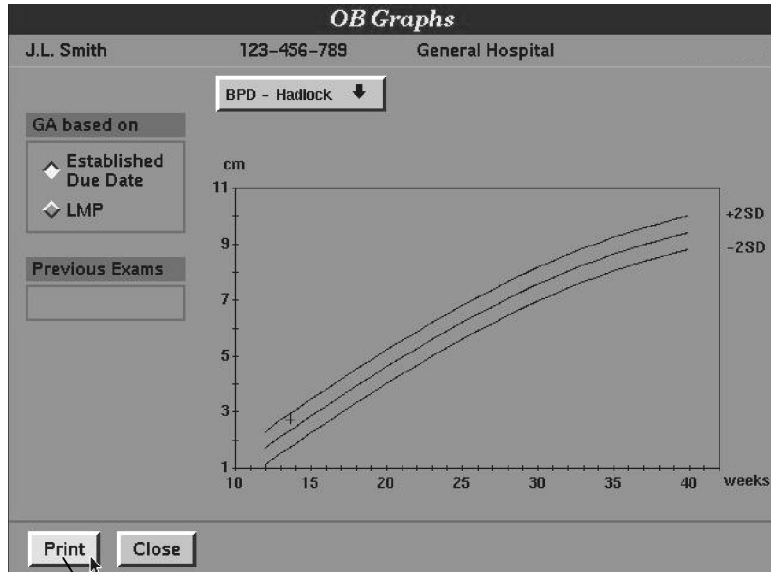 OB Graphs
J.L. Smith 123-456-789 General Hospital
BPD - Hadlock
GA based on
Established
Due Date
LMP
Previous Exams
cm
11
9
7
5
3
1
+2SD
-2SD
10 15 20 25 30 35 40 weeks
Print Close